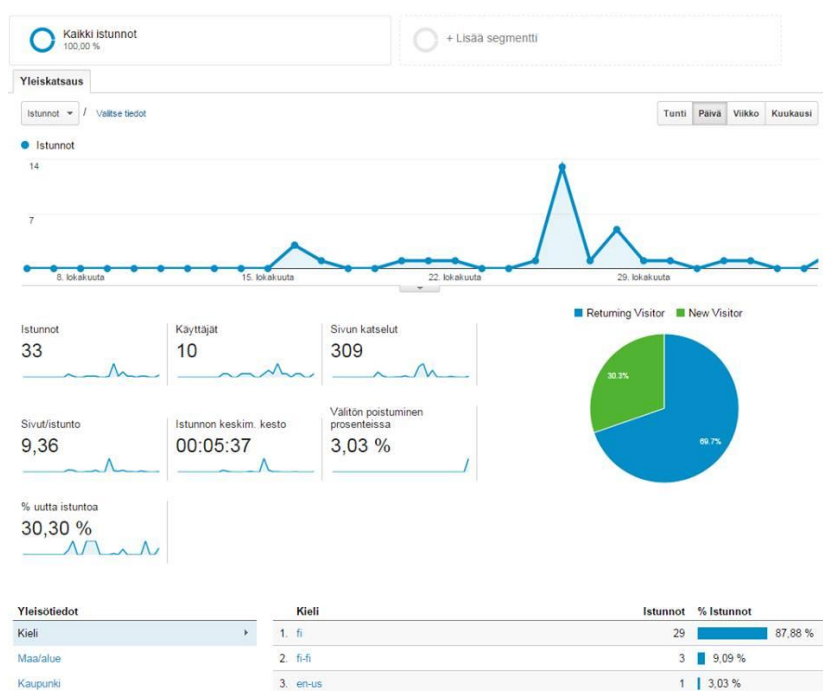 Kaikki istunnot
100,00 %
+ Lisää segmentti
Yleiskatsaus
Istunnot / Valitse tiedot
Tunti Päivä Viikko Kuukausi
Istunnot
14
7
8. lokakuuta 15. lokakuuta 22. lokakuuta 29. lokakuuta
Returning Visitor New Visitor
Istunnot
33
Käyttäjät
10
Sivun katselut
309
30.3%
69.7%
Sivut/istunto
9,36
Istunnon keskim. kesto
00:05:37
Välitön poistuminen
prosenteissa
3,03 %
% uutta istuntoa
30,30 %
Yleisötiedot
Kieli
Maa/alue
Kaupunki
Kieli Istunnot % Istunnot
1. fi 29 87,88 %
2. fi-fi 3 9,09 %
3. en-us 1 3,03 %